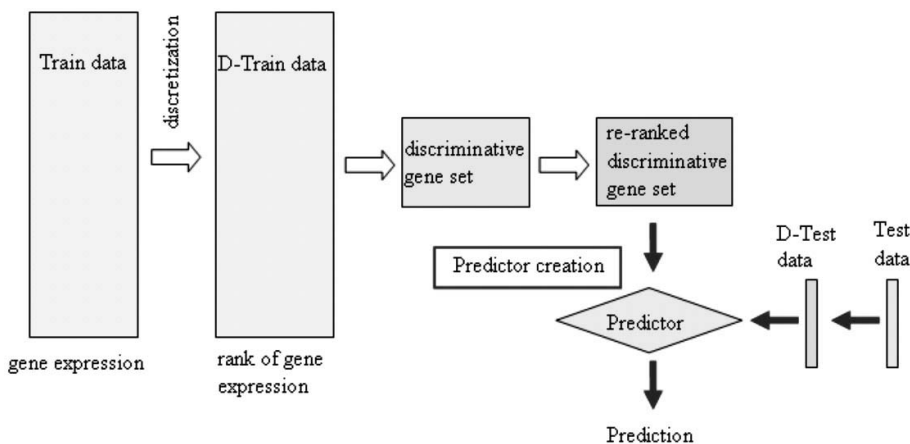 Train data
discretization
D-Train data
gene expression
rank of gene
expression
discriminative
gene set
re-ranked
discriminative
gene set
Predictor creation
D-Test
data
Test
data
Predictor
Prediction